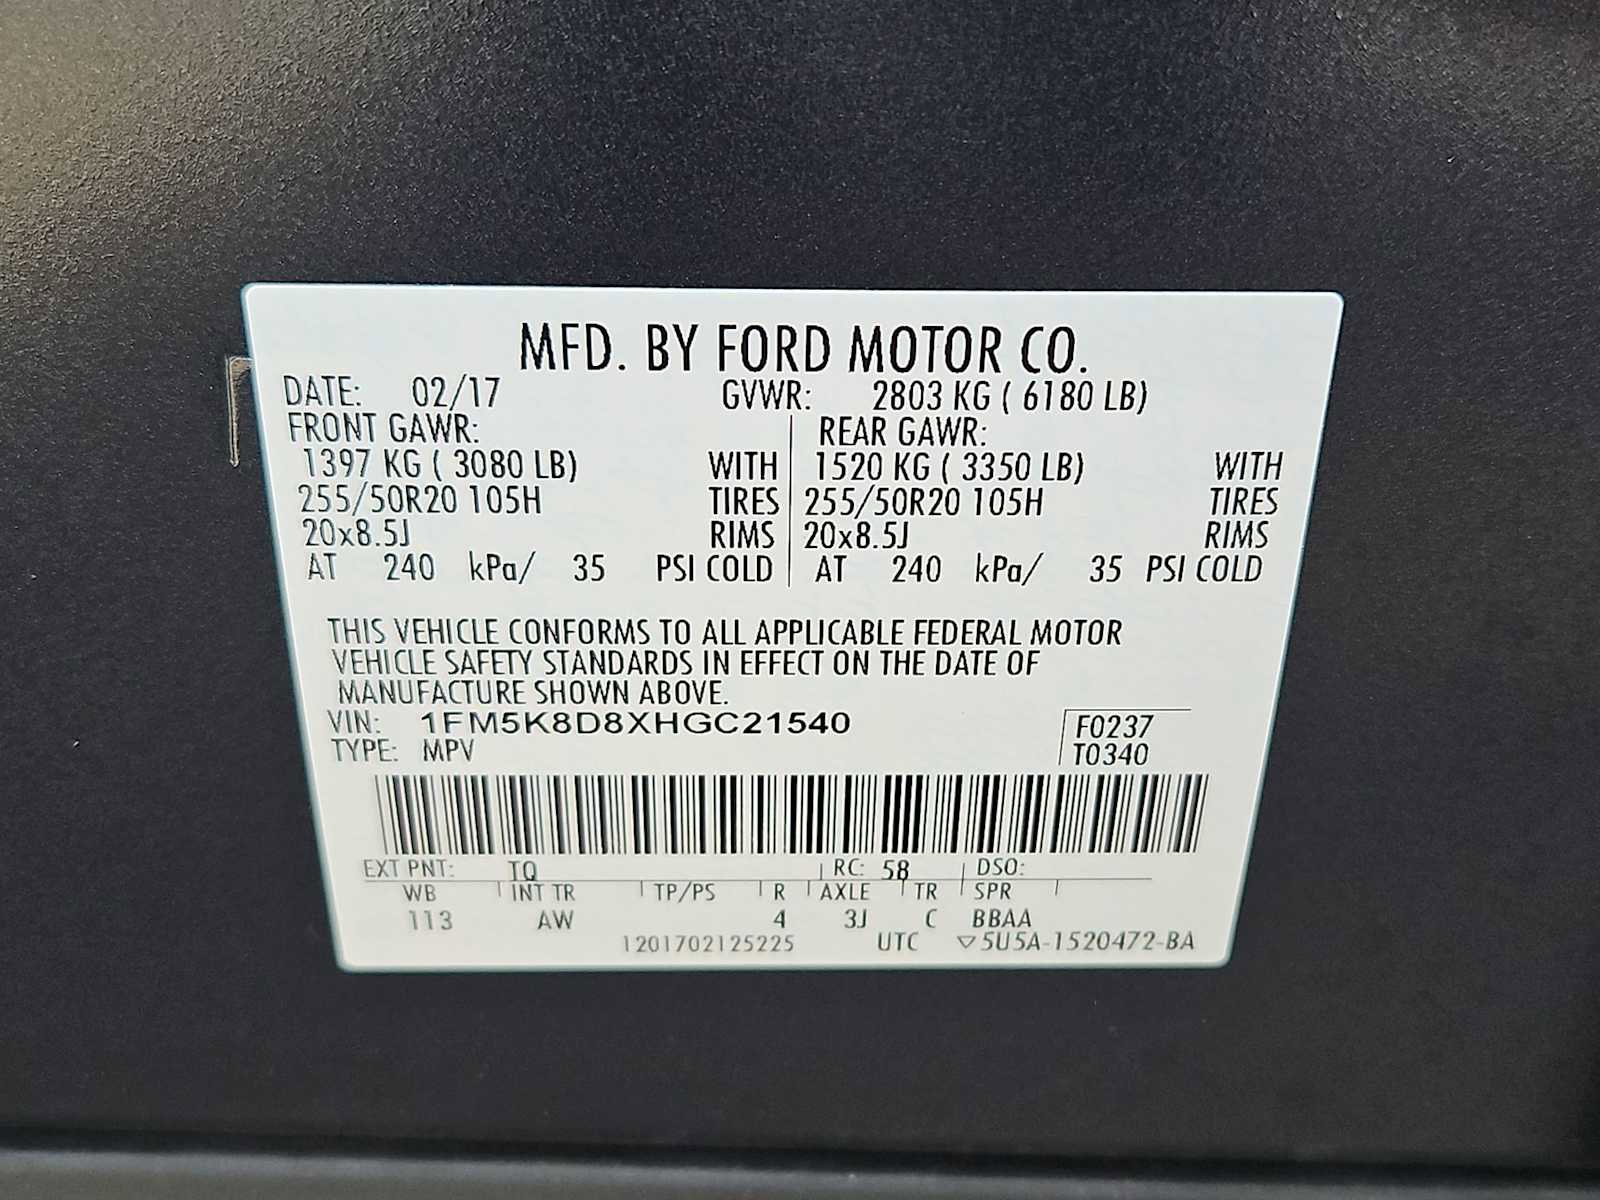 MFD. BY FORD MOTOR CO.
DATE: 02/17 GVWR: 2803 KG ( 6180 LB)
FRONT GAWR: REAR GAWR:
1397 KG ( 3080 LB) WITH 1520 KG ( 3350 LB) WITH
255/50R20 105H TIRES 255/50R20 105H TIRES
20x8.5J RIMS 20x8.5J RIMS
AT 240 kPa/ 35 PSI COLD AT 240 kPa/ 35 PSI COLD
THIS VEHICLE CONFORMS TO ALL APPLICABLE FEDERAL MOTOR
VEHICLE SAFETY STANDARDS IN EFFECT ON THE DATE OF
MANUFACTURE SHOWN ABOVE.
VIN: 1FM5K8D8XHGC21540 F0237
TYPE: MPV T0340
EXT PNT: TQ RC: 58 DSO:
WB INT TR TP/PS R AXLE TR SPR
113 AW 4 3J C BBAA
1201702125225 UTC ▽5U5A-1520472-BA